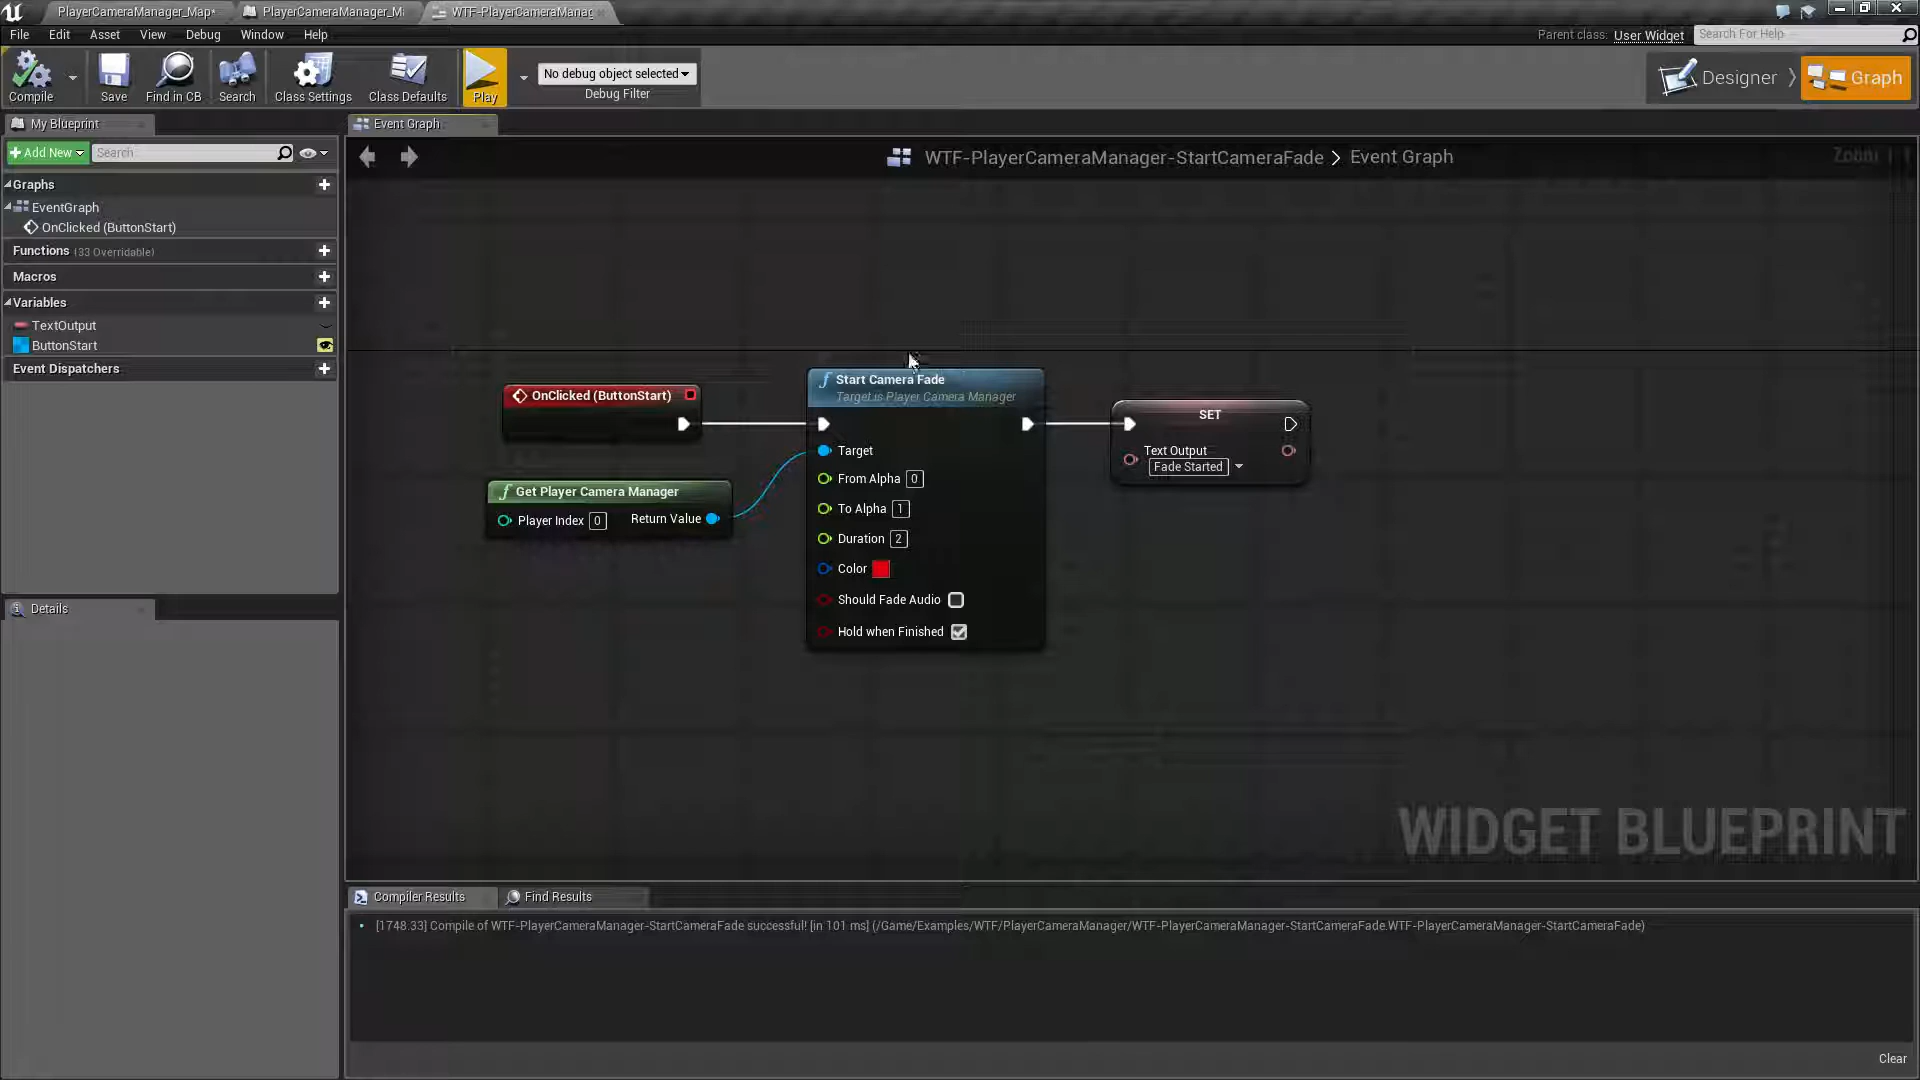 PlayerCameraManager_Map*
PlayerCameraManager_M
WTF-PlayerCameraManag
File Edit Asset View Debug Window Help
Parent class: User Widget
Search For Help
Compile
Save
Find in CB
Search
Class Settings
Class Defaults
Play
No debug object selected
Debug Filter
Designer
Graph
My Blueprint
Add New
Search
Graphs
EventGraph
OnClicked (ButtonStart)
Functions (33 Overridable)
Macros
Variables
TextOutput
ButtonStart
Event Dispatchers
Details
Event Graph
WTF-PlayerCameraManager-StartCameraFade > Event Graph
Zoom
OnClicked (ButtonStart)
Get Player Camera Manager
Player Index 0 Return Value
Start Camera Fade
Target is Player Camera Manager
Target
From Alpha 0
To Alpha 1
Duration 2
Color
Should Fade Audio
Hold when Finished
SET
Text Output
Fade Started
WIDGET BLUEPRINT
Compiler Results
Find Results
[1748.33] Compile of WTF-PlayerCameraManager-StartCameraFade successful! [in 101 ms] (/Game/Examples/WTF/PlayerCameraManager/WTF-PlayerCameraManager-StartCameraFade.WTF-PlayerCameraManager-StartCameraFade)
Clear